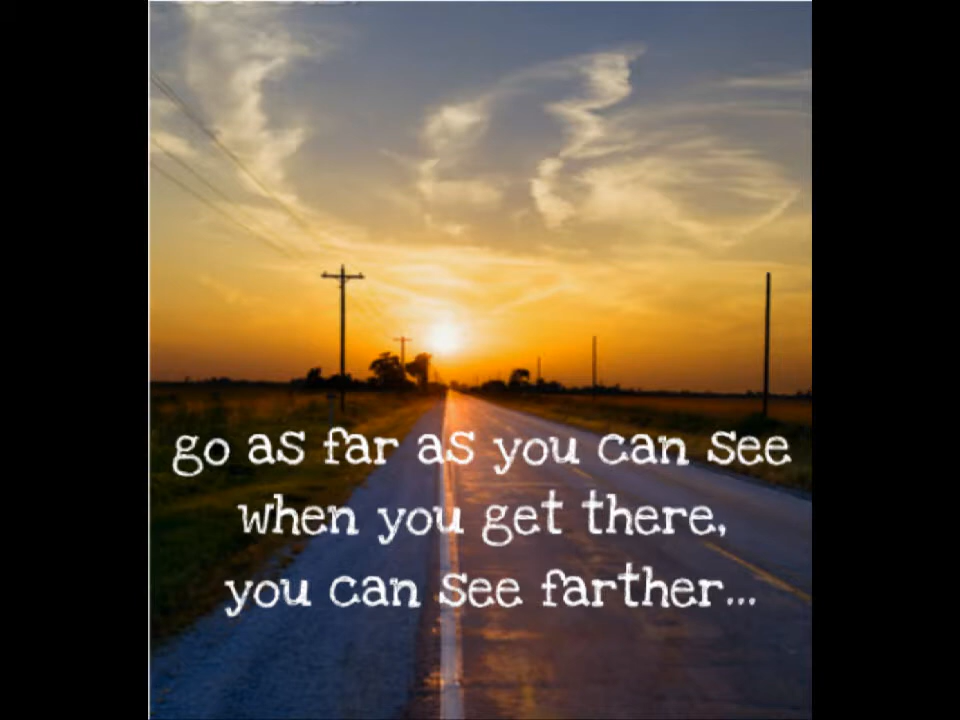 go as far as you can see
when you get there,
you can see farther...